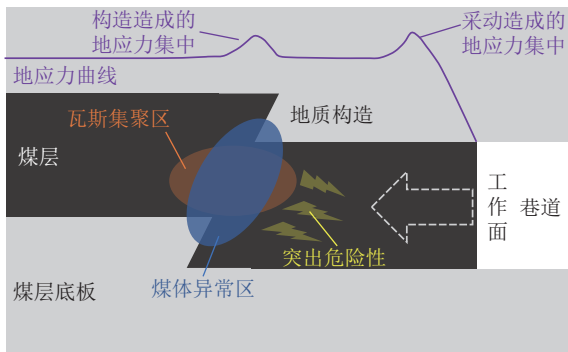 构造造成的
地应力集中
采动造成的
地应力集中
地应力曲线
瓦斯集聚区
地质构造
煤层
工作面
巷道
突出危险性
煤体异常区
煤层底板